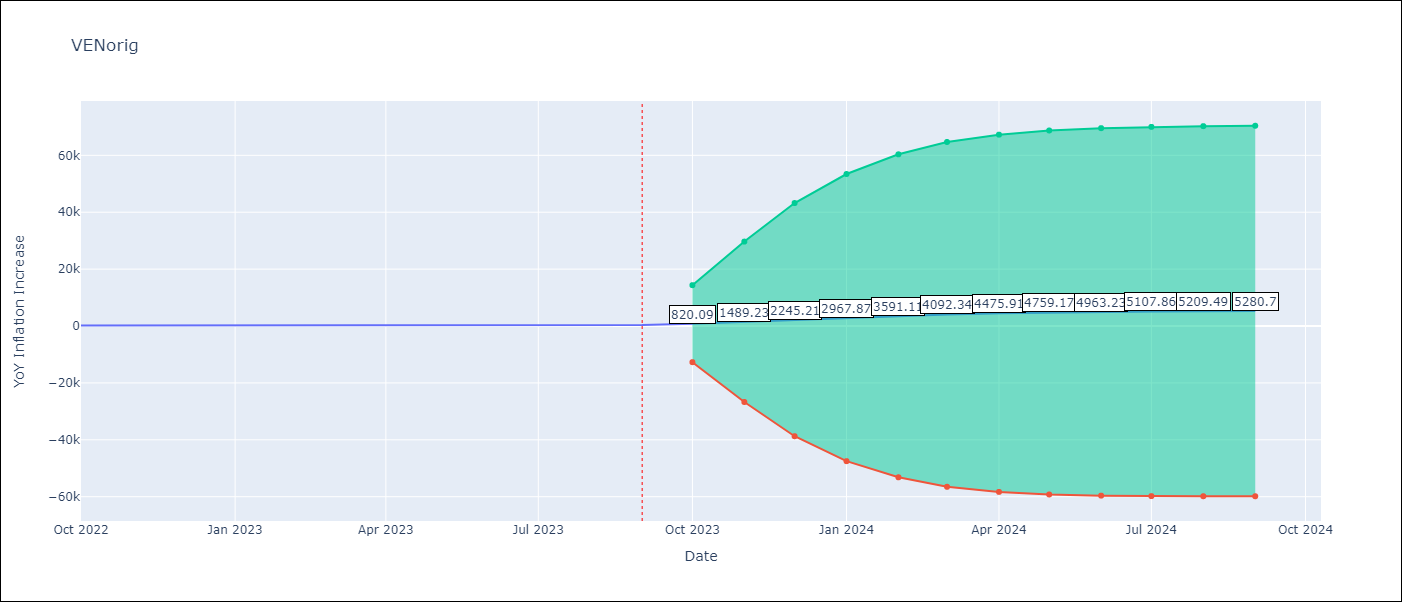 VENorig
YoY Inflation Increase
60k
40k
20k
0
−20k
−40k
−60k
820.09
1489.23
2245.21
2967.87
3591.11
4092.34
4475.91
4759.17
4963.23
5107.86
5209.49
5280.7
Oct 2022
Jan 2023
Apr 2023
Jul 2023
Oct 2023
Jan 2024
Apr 2024
Jul 2024
Oct 2024
Date